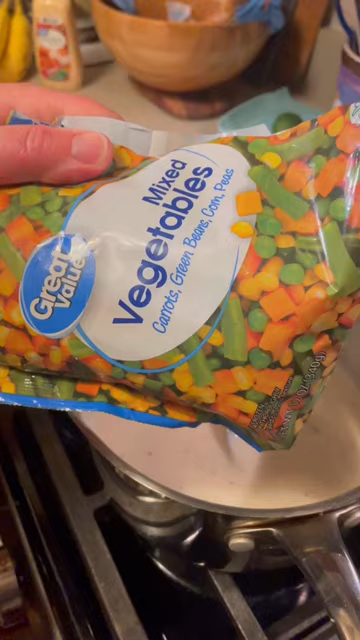 Great
Value
Mixed
Vegetables
Carrots, Green Beans, Corn, Peas